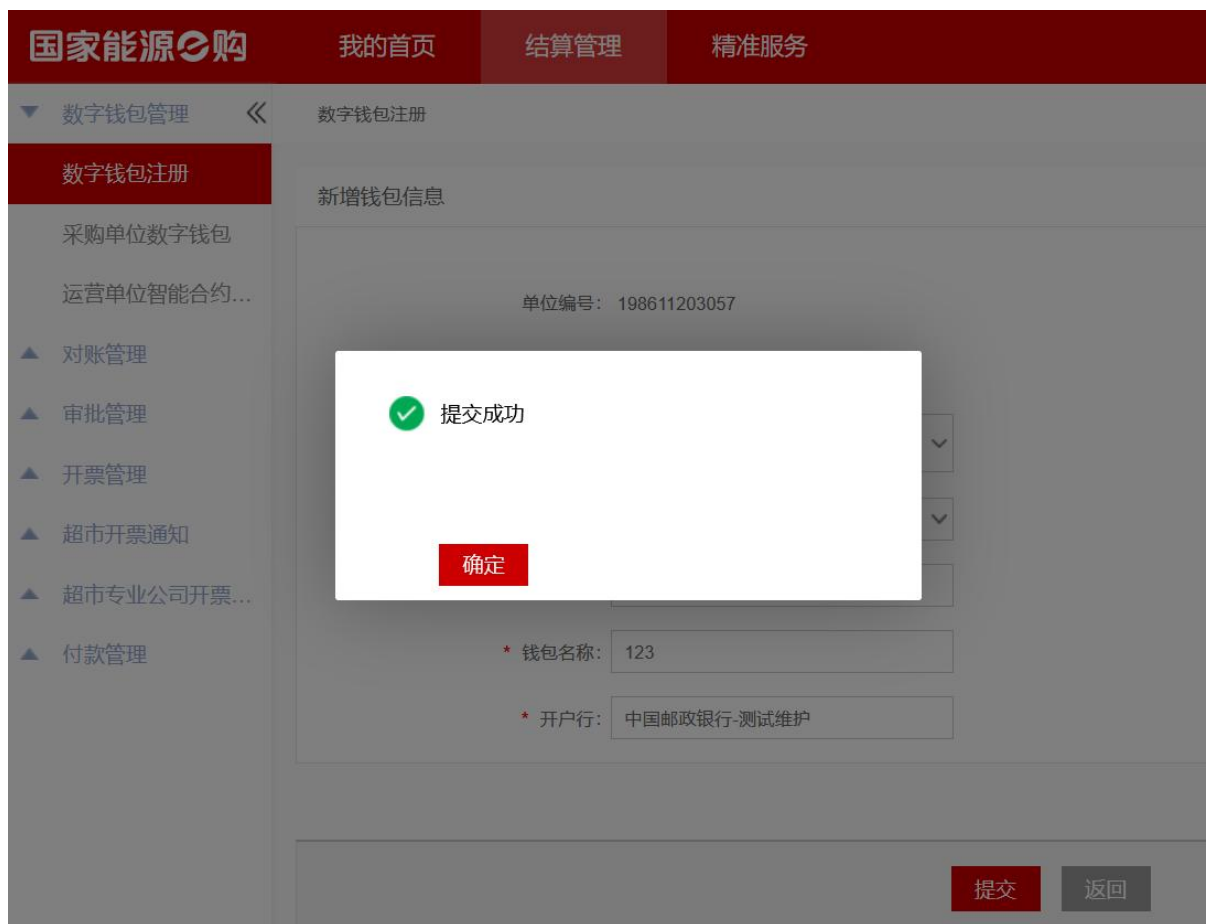 国家能源e购
我的首页
结算管理
精准服务
数字钱包管理
数字钱包注册
数字钱包注册
新增钱包信息
采购单位数字钱包
运营单位智能合约...
单位编号： 198611203057
对账管理
提交成功
审批管理
开票管理
超市开票通知
确定
超市专业公司开票...
付款管理
* 钱包名称： 123
* 开户行： 中国邮政银行-测试维护
提交
返回